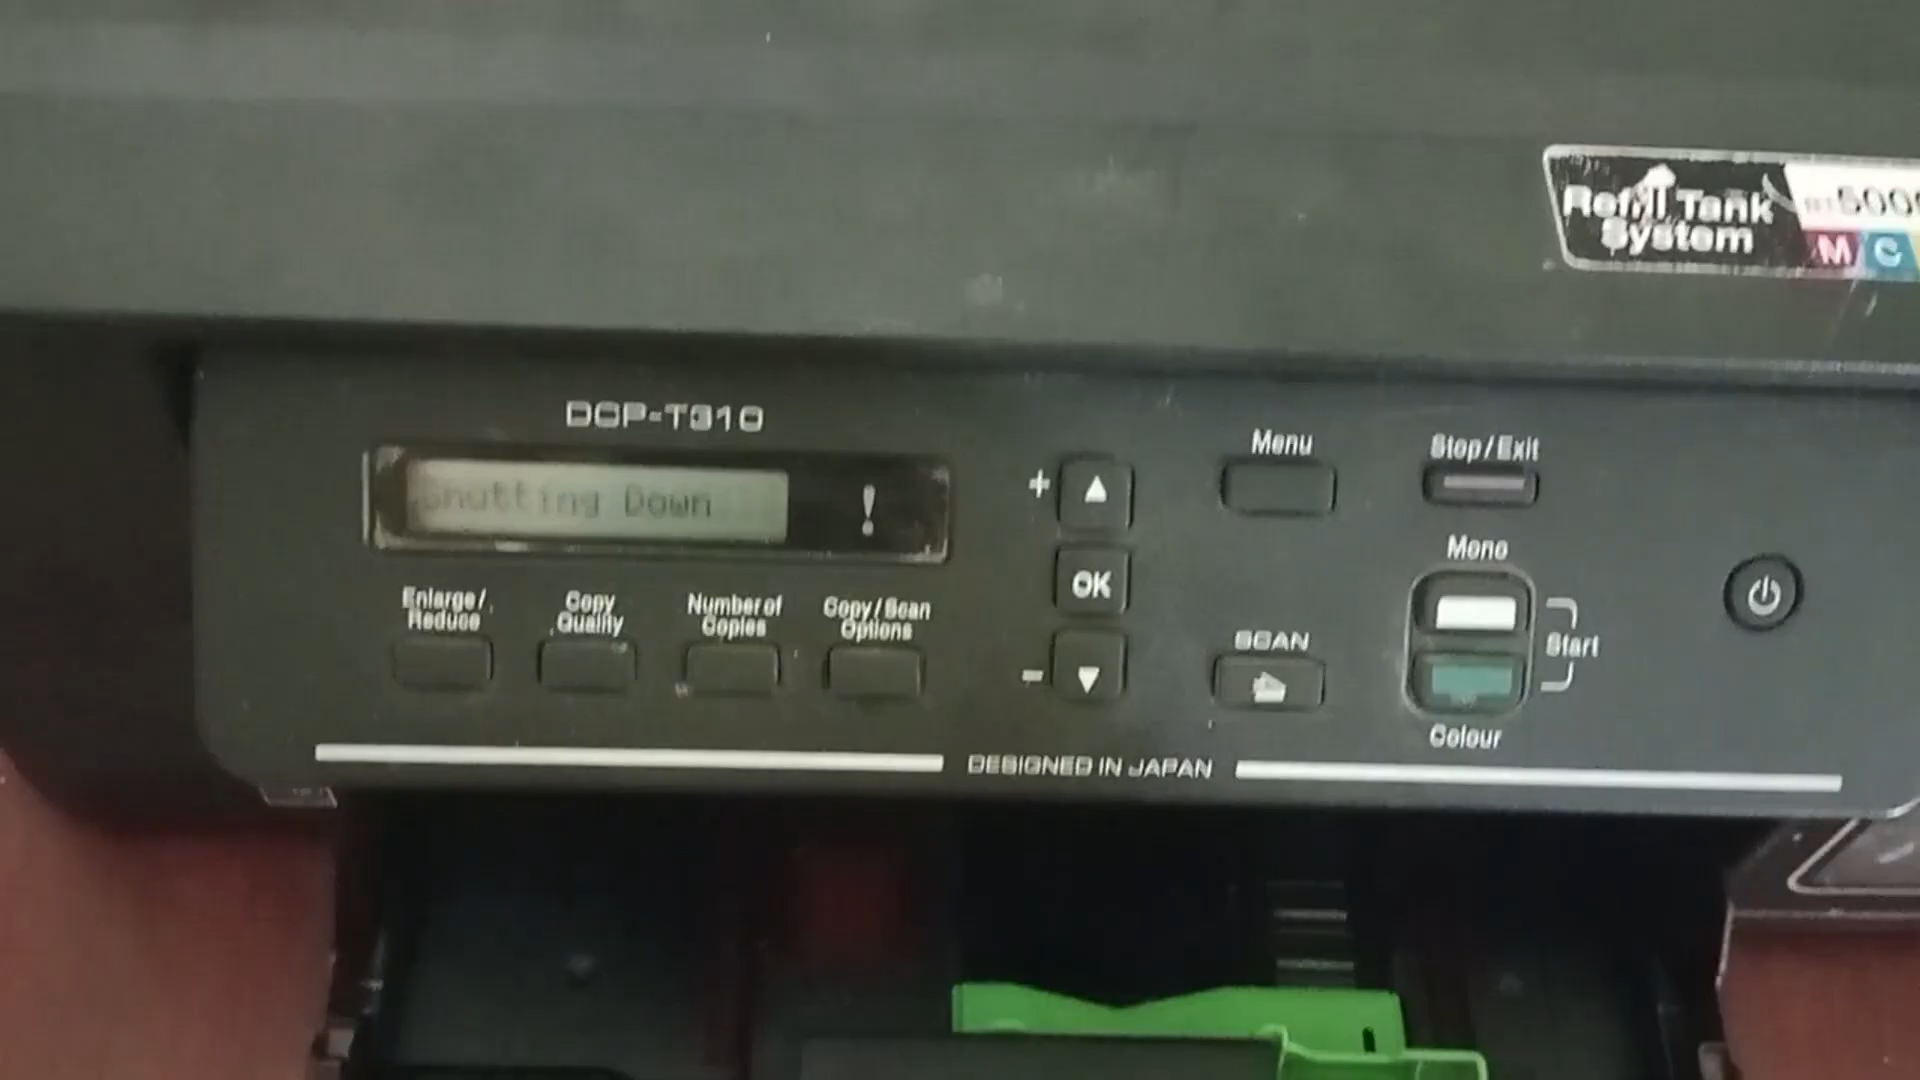 Refill Tank
System
5000
M C
DCP-T310
Shutting Down
!
Menu
Stop/Exit
+
OK
-
Mono
Start
Colour
SCAN
Enlarge/
Reduce
Copy
Quality
Number of
Copies
Copy/Scan
Options
DESIGNED IN JAPAN